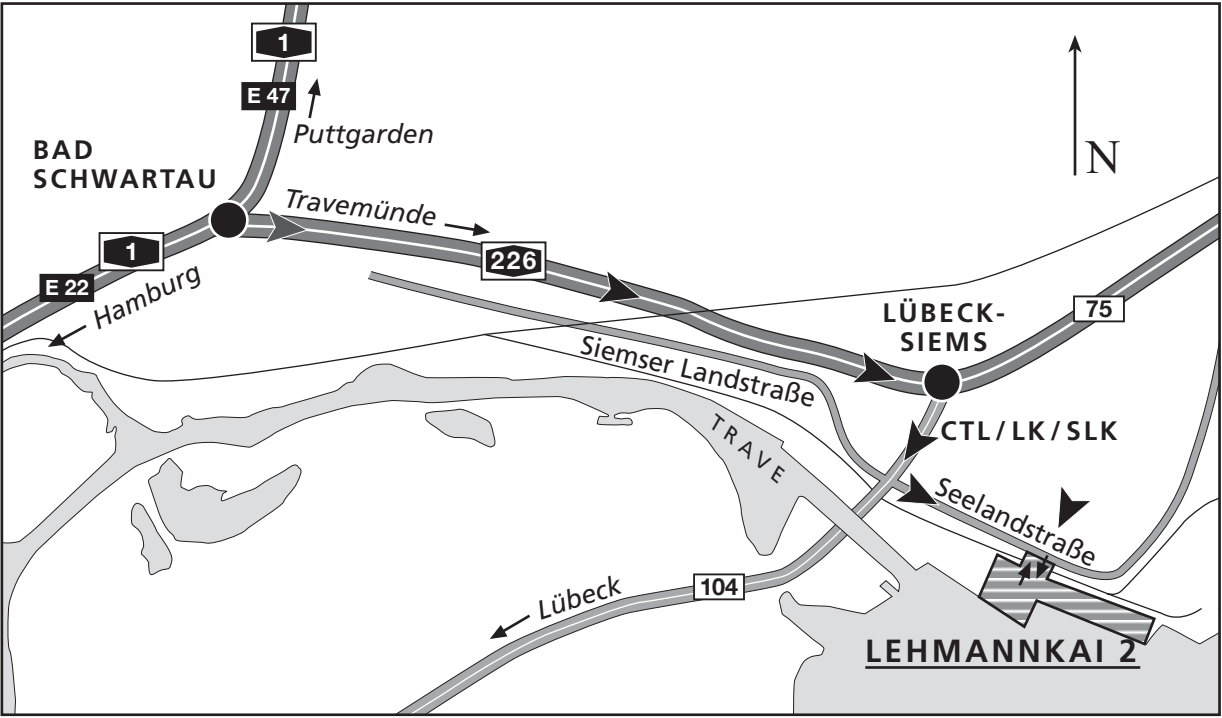 1
E 47
Puttgarden
N
BAD
SCHWARTAU
Travemünde
1
226
E 22
Hamburg
75
LÜBECK-
SIEMS
Siemser Landstraße
TRAVE
CTL/LK/SLK
Seelandstraße
104
Lübeck
LEHMANNKAI 2